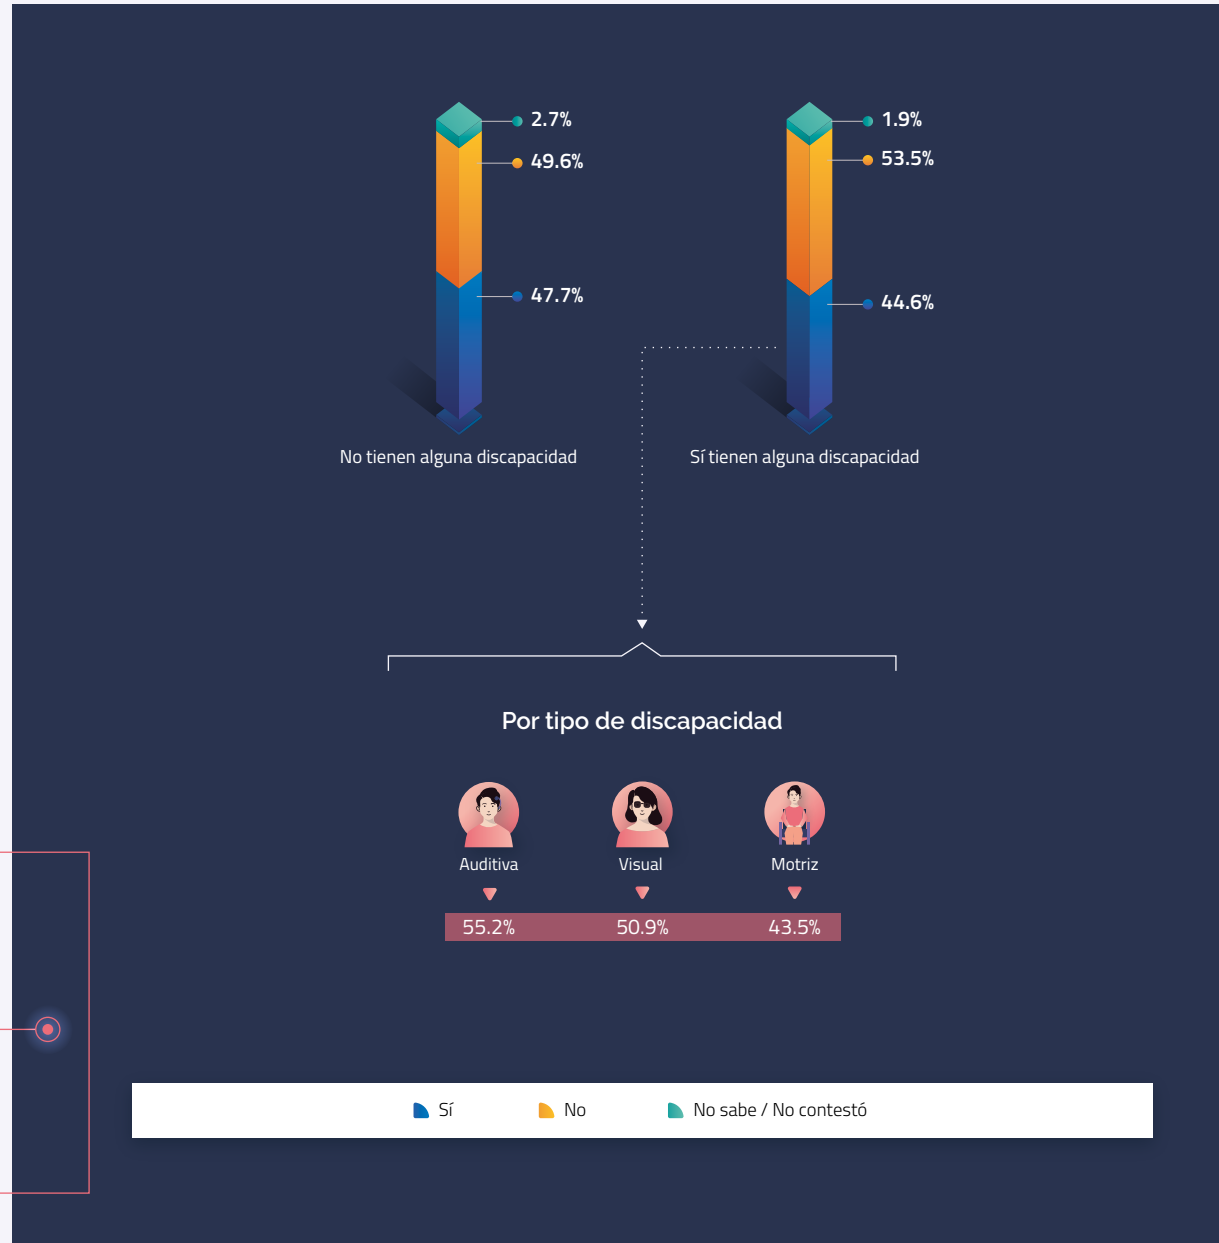 2.7%
49.6%
47.7%
No tienen alguna discapacidad
1.9%
53.5%
44.6%
Sí tienen alguna discapacidad
Por tipo de discapacidad
Auditiva Visual Motriz
55.2% 50.9% 43.5%
Sí No No sabe / No contestó